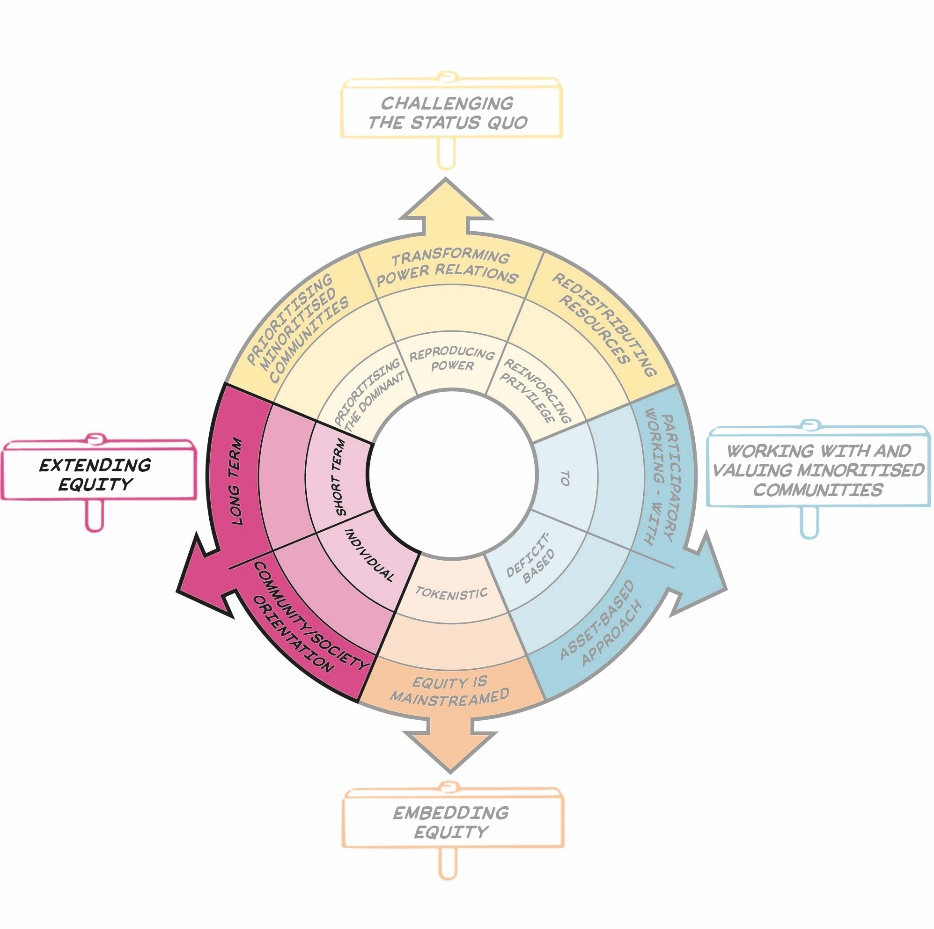 CHALLENGING
THE STATUS QUO
TRANSFORMING
POWER RELATIONS
PRIORITISING
MINORITISED
COMMUNITIES
REDISTRIBUTING
RESOURCES
REPRODUCING
POWER
PRIORITISING
THE DOMINANT
REINFORCING
PRIVILEGE
EXTENDING
EQUITY
LONG TERM
SHORT TERM
TO
PARTICIPATORY
WORKING - WITH
WORKING WITH AND
VALUING MINORITISED
COMMUNITIES
INDIVIDUAL
DEFICIT-
BASED
COMMUNITY/SOCIETY
ORIENTATION
TOKENISTIC
ASSET-BASED
APPROACH
EQUITY IS
MAINSTREAMED
EMBEDDING
EQUITY